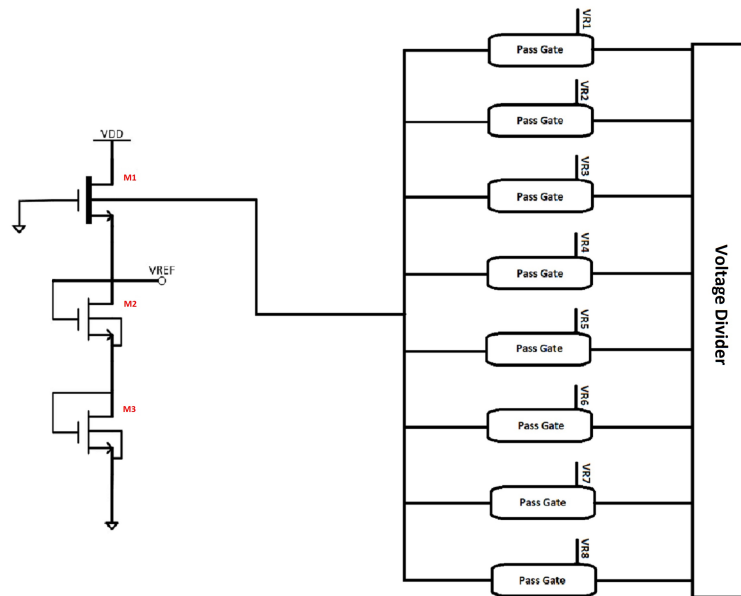 VR1
Pass Gate
VR2
Pass Gate
VDD
M1
VR3
Pass Gate
VR4
Pass Gate
VREF
M2
VR5
Pass Gate
Voltage Divider
M3
VR6
Pass Gate
VR7
Pass Gate
VR8
Pass Gate